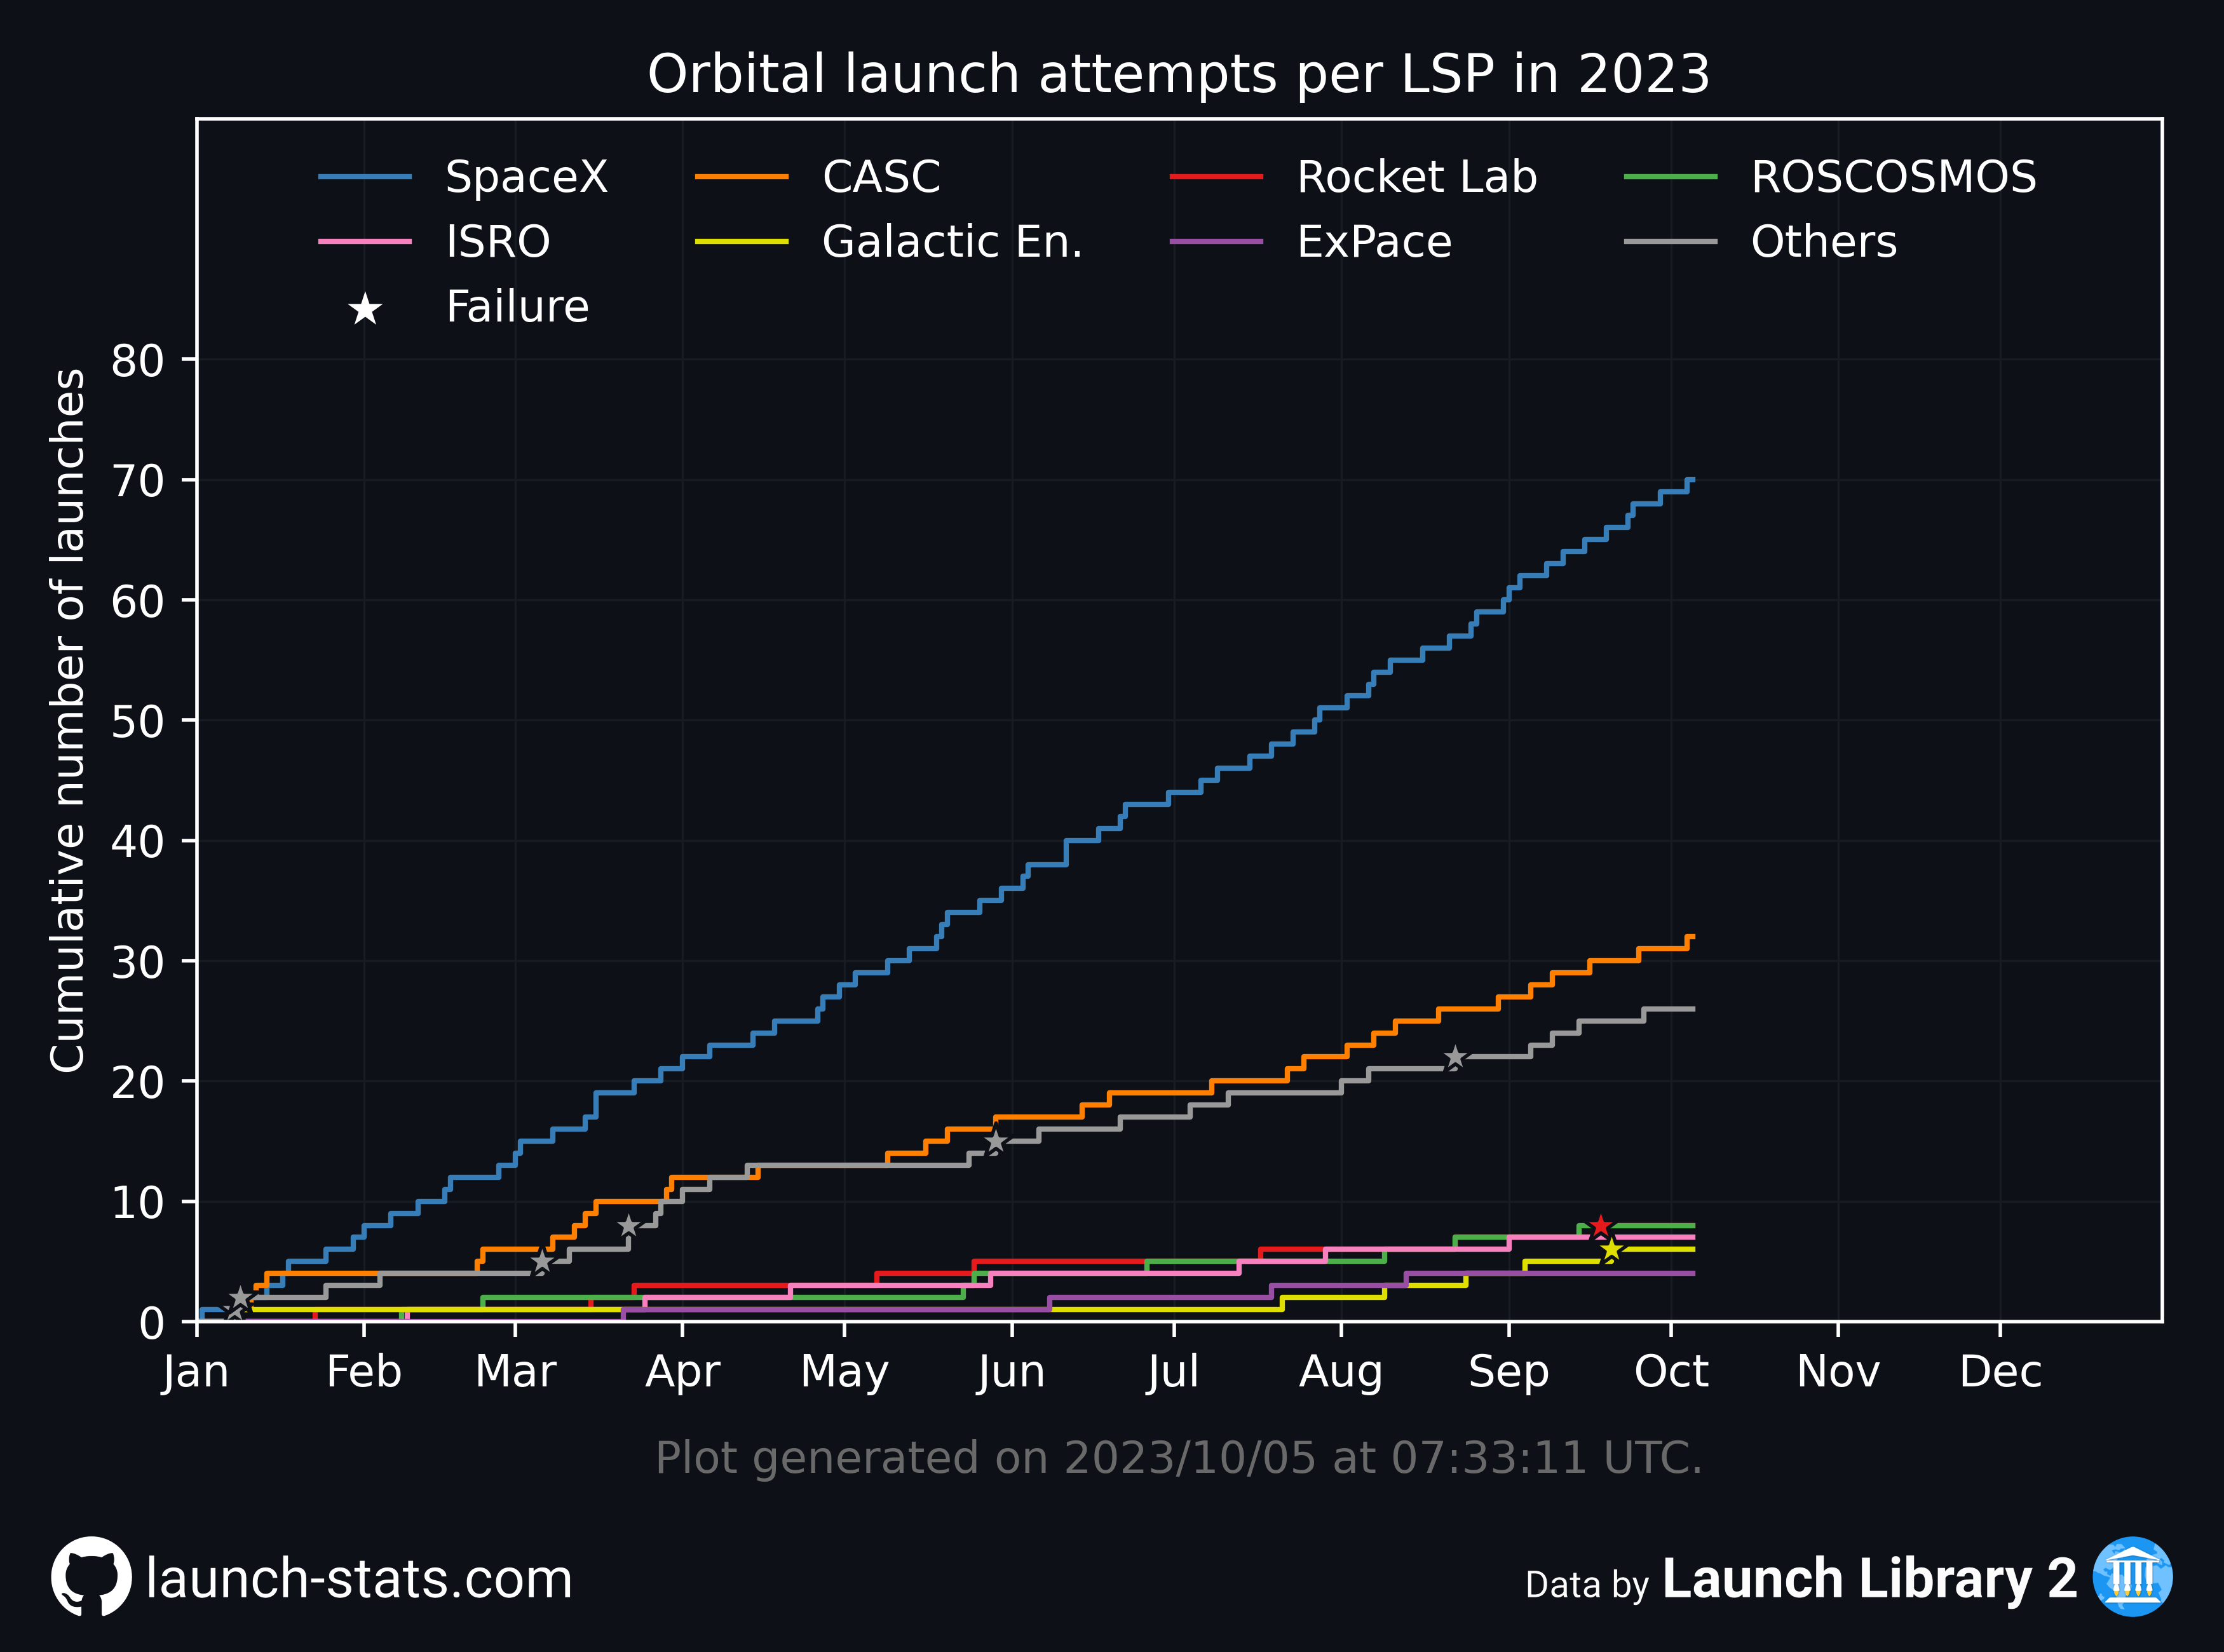 Orbital launch attempts per LSP in 2023
SpaceX
CASC
Rocket Lab
ROSCOSMOS
ISRO
Galactic En.
ExPace
Others
Failure
Cumulative number of launches
80
70
60
50
40
30
20
10
0
Jan
Feb
Mar
Apr
May
Jun
Jul
Aug
Sep
Oct
Nov
Dec
Plot generated on 2023/10/05 at 07:33:11 UTC.
launch-stats.com
Data by Launch Library 2